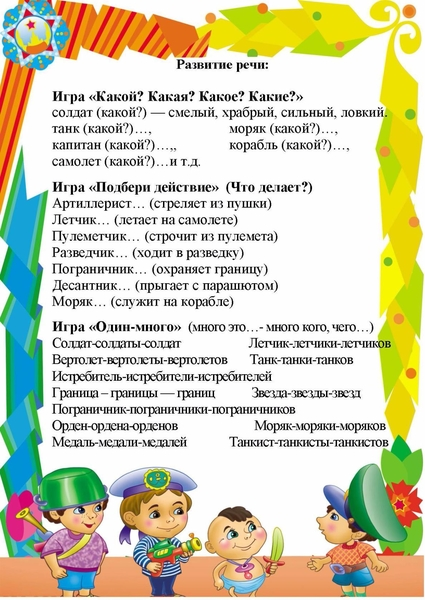 Развитие речи:
Игра «Какой? Какая? Какое? Какие?»
солдат (какой?) — смелый, храбрый, сильный, ловкий.
танк (какой?)…, моряк (какой?)…,
капитан (какой?)…,, корабль (какой?)…,
самолет (какой?)…и т.д.
Игра «Подбери действие» (Что делает?)
Артиллерист… (стреляет из пушки)
Летчик… (летает на самолете)
Пулеметчик… (строчит из пулемета)
Разведчик… (ходит в разведку)
Пограничник… (охраняет границу)
Десантник… (прыгает с парашютом)
Моряк… (служит на корабле)
Игра «Один-много» (много это…- много кого, чего…)
Солдат-солдаты-солдат Летчик-летчики-летчиков
Вертолет-вертолеты-вертолетов Танк-танки-танков
Истребитель-истребители-истребителей
Граница – границы — границ Звезда-звезды-звезд
Пограничник-пограничники-пограничников
Орден-ордена-орденов Моряк-моряки-моряков
Медаль-медали-медалей Танкист-танкисты-танкистов